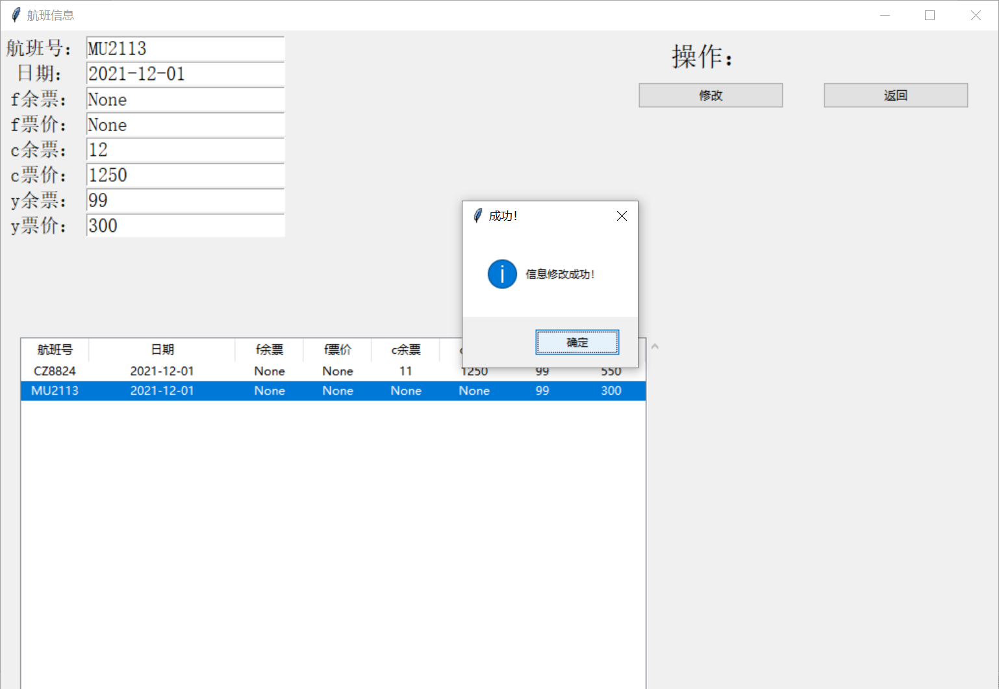 航班信息
航班号： MU2113
日期： 2021-12-01
f余票： None
f票价： None
c余票： 12
c票价： 1250
y余票： 99
y票价： 300
操作：
修改 返回
成功！
信息修改成功！
确定
航班号 日期 f余票 f票价 c余票
CZ8824 2021-12-01 None None 11 1250 99 550
MU2113 2021-12-01 None None None None 99 300